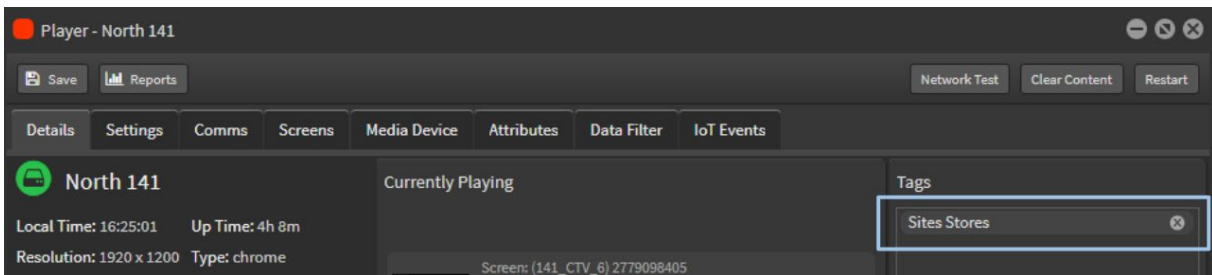 Player - North 141
Save Reports Network Test Clear Content Restart
Details Settings Comms Screens Media Device Attributes Data Filter IoT Events
North 141
Currently Playing
Tags
Sites Stores
Local Time: 16:25:01 Up Time: 4h 8m
Resolution: 1920 x 1200 Type: chrome
Screen: (141_CTV_6) 2779098405